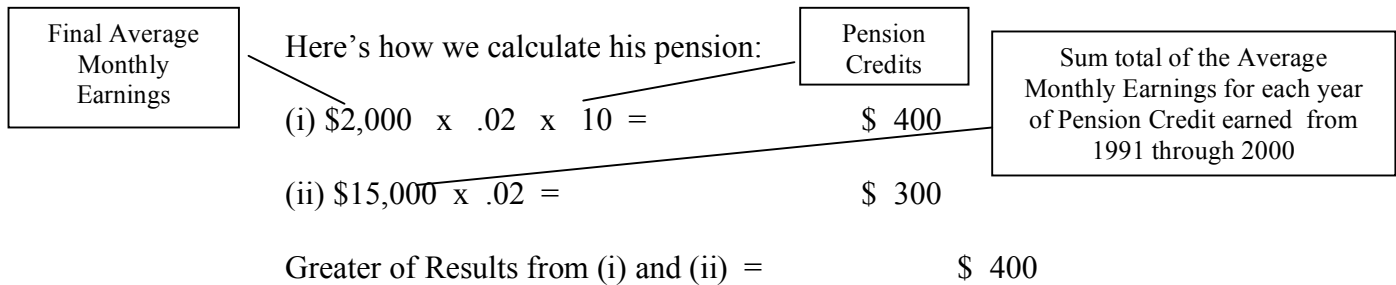 Final Average
Monthly
Earnings
Here’s how we calculate his pension:
Pension
Credits
Sum total of the Average
Monthly Earnings for each year
of Pension Credit earned from
1991 through 2000
(i) $2,000 x .02 x 10 = $ 400
(ii) $15,000 x .02 = $ 300
Greater of Results from (i) and (ii) = $ 400